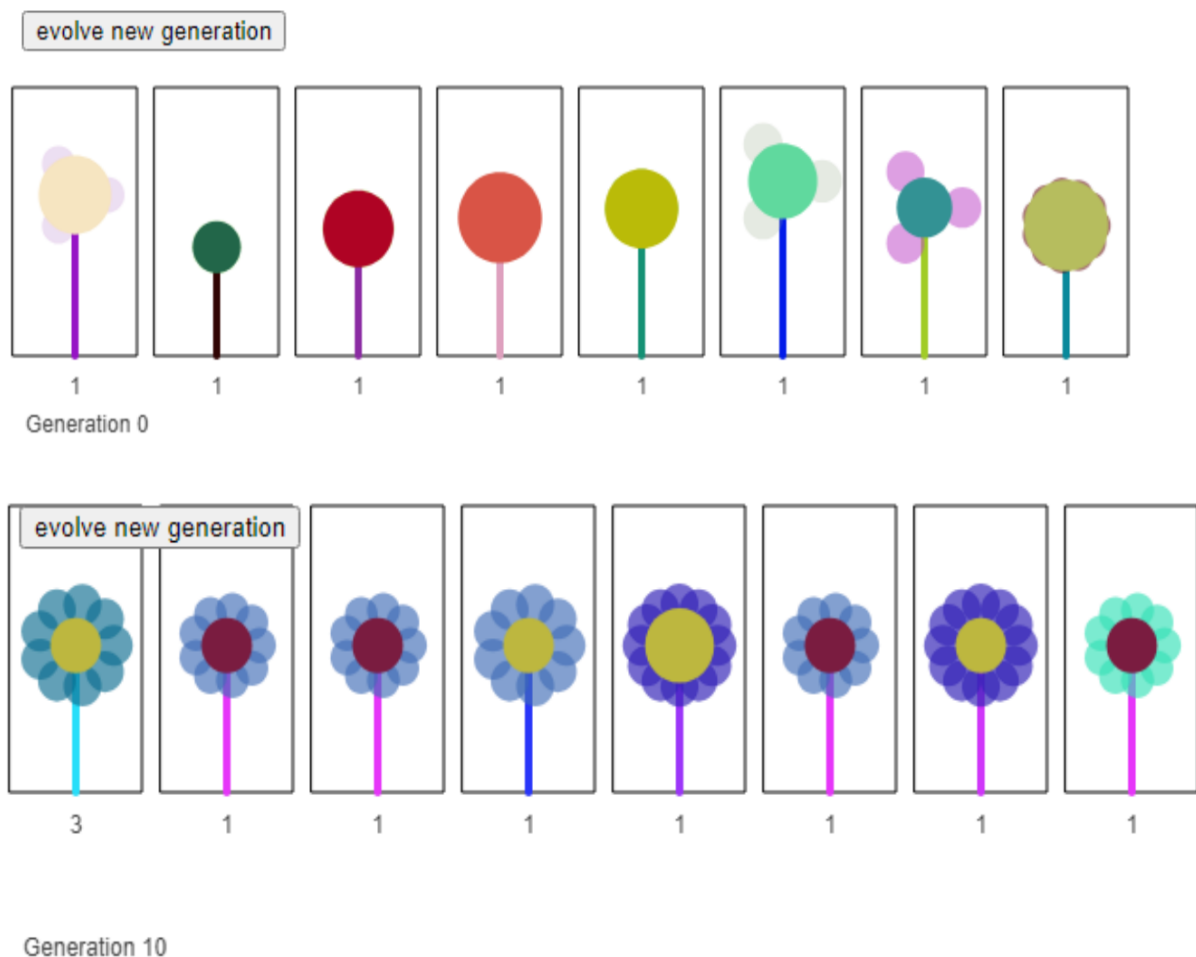 evolve new generation
1 1 1 1 1 1 1 1
Generation 0
evolve new generation
3 1 1 1 1 1 1 1
Generation 10